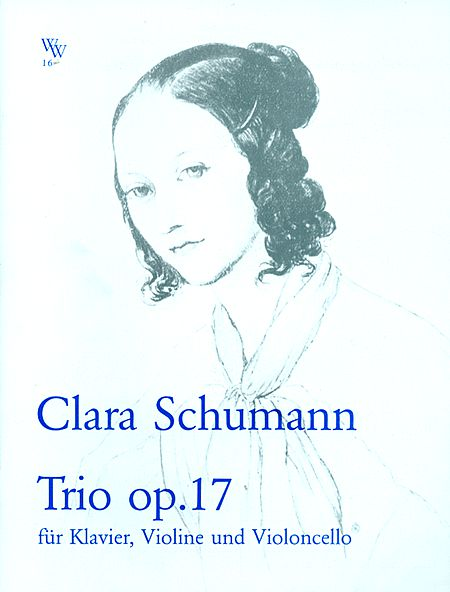 WW
16
Clara Schumann
Trio op.17
für Klavier, Violine und Violoncello